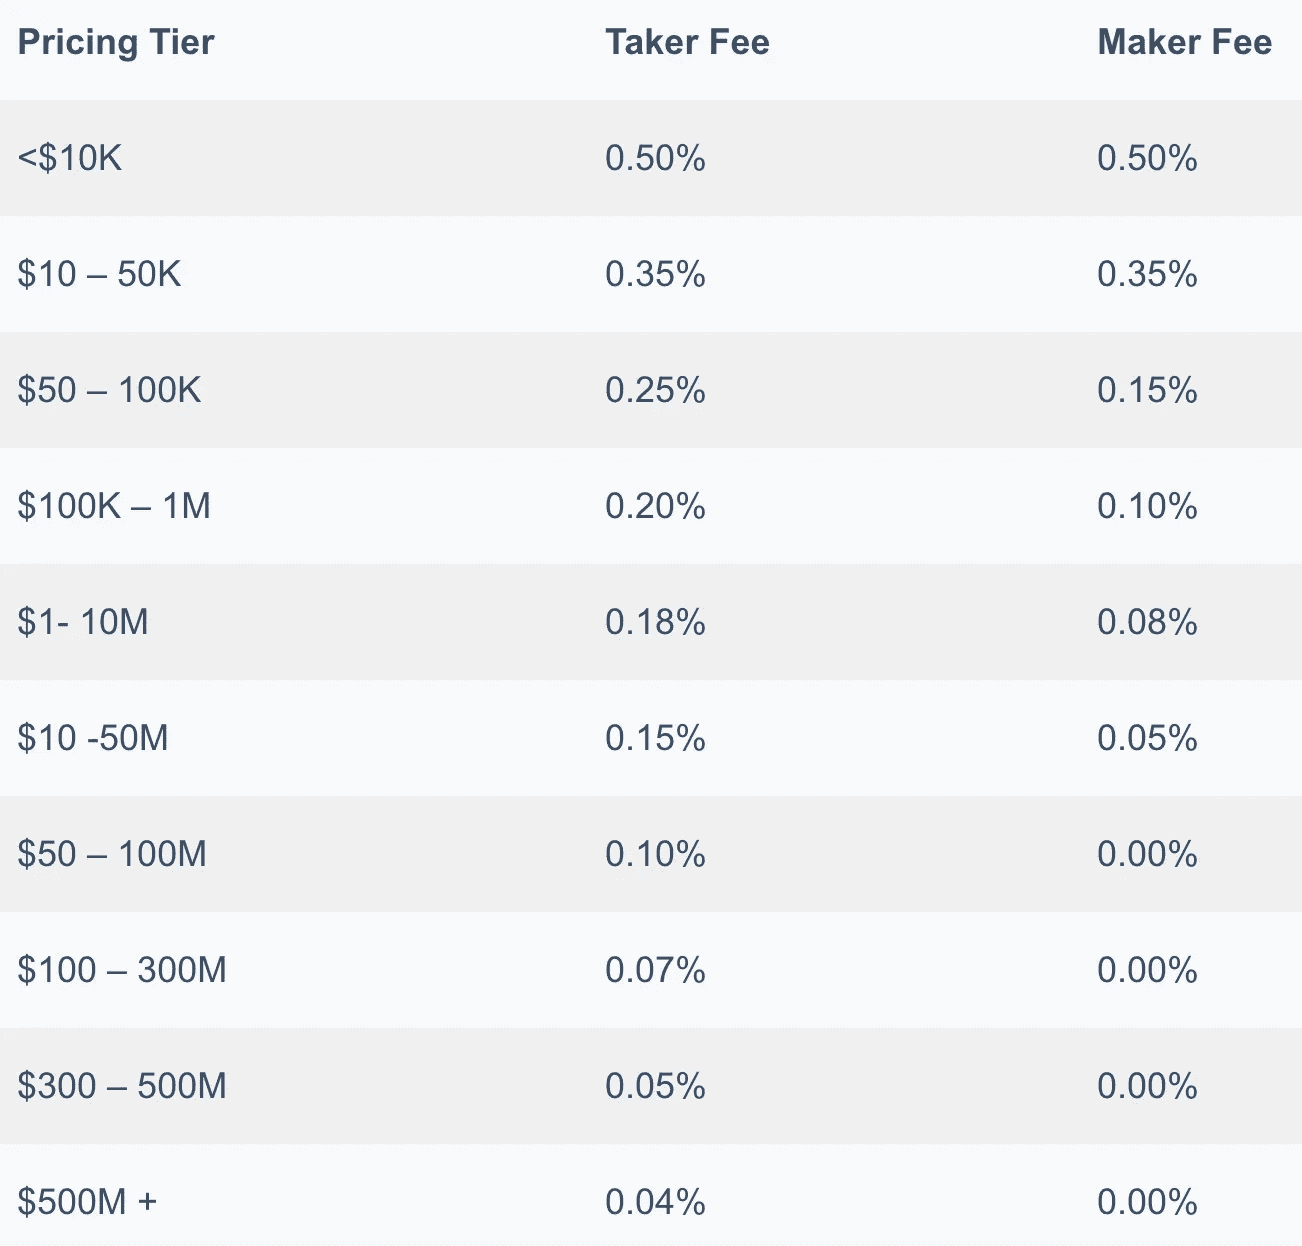 Pricing Tier Taker Fee Maker Fee
<$10K 0.50% 0.50%
$10 – 50K 0.35% 0.35%
$50 – 100K 0.25% 0.15%
$100K – 1M 0.20% 0.10%
$1- 10M 0.18% 0.08%
$10 -50M 0.15% 0.05%
$50 – 100M 0.10% 0.00%
$100 – 300M 0.07% 0.00%
$300 – 500M 0.05% 0.00%
$500M + 0.04% 0.00%